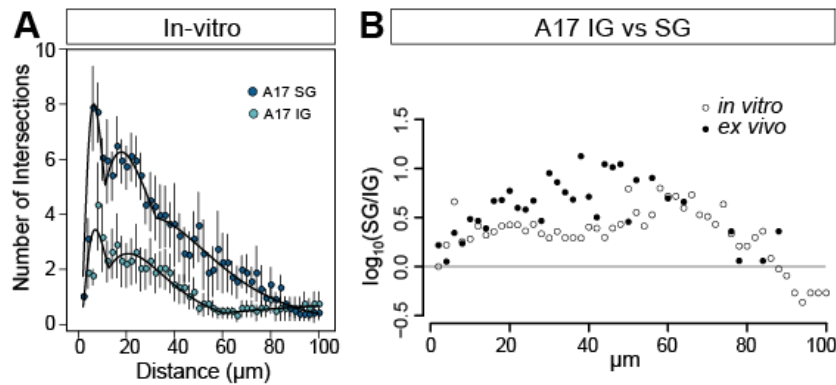 A
In-vitro
Number of Intersections
10
8
6
4
2
0
A17 SG
A17 IG
0 20 40 60 80 100
Distance (μm)
B
A17 IG vs SG
log10(SG/IG)
1.5
1.0
0.5
0.0
−0.5
in vitro
ex vivo
0 20 40 60 80 100
μm